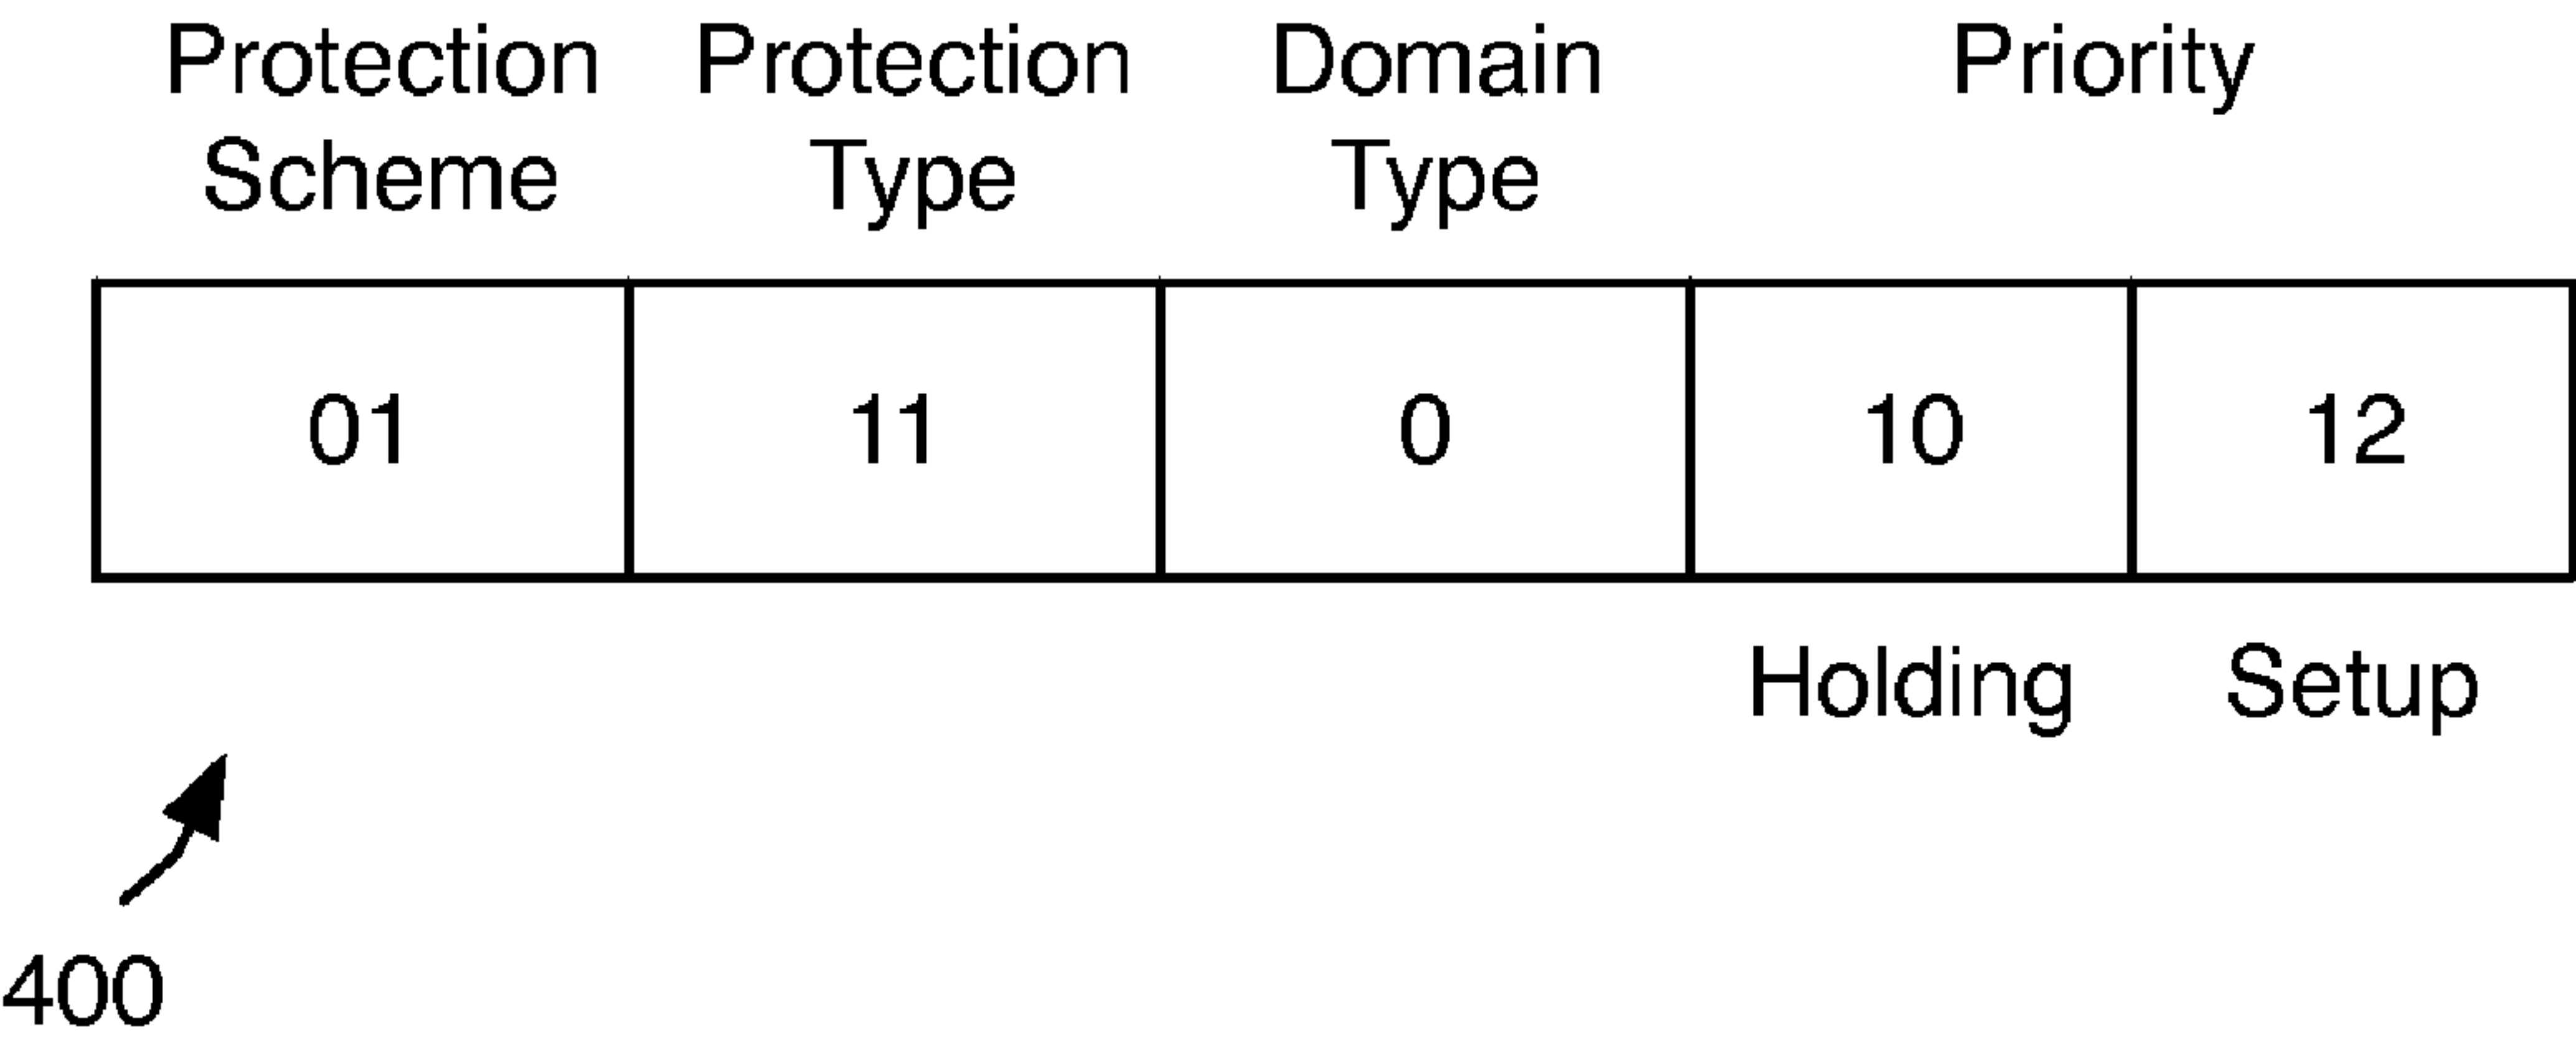 Protection Protection Domain Priority
Scheme Type Type
01 11 0 10 12
Holding Setup
400